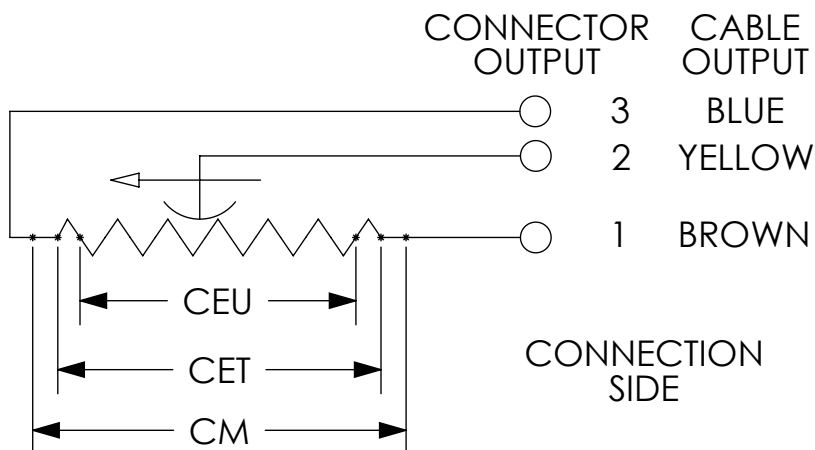 CONNECTOR CABLE
OUTPUT OUTPUT
3 BLUE
2 YELLOW
1 BROWN
CEU
CET
CM
CONNECTION
SIDE